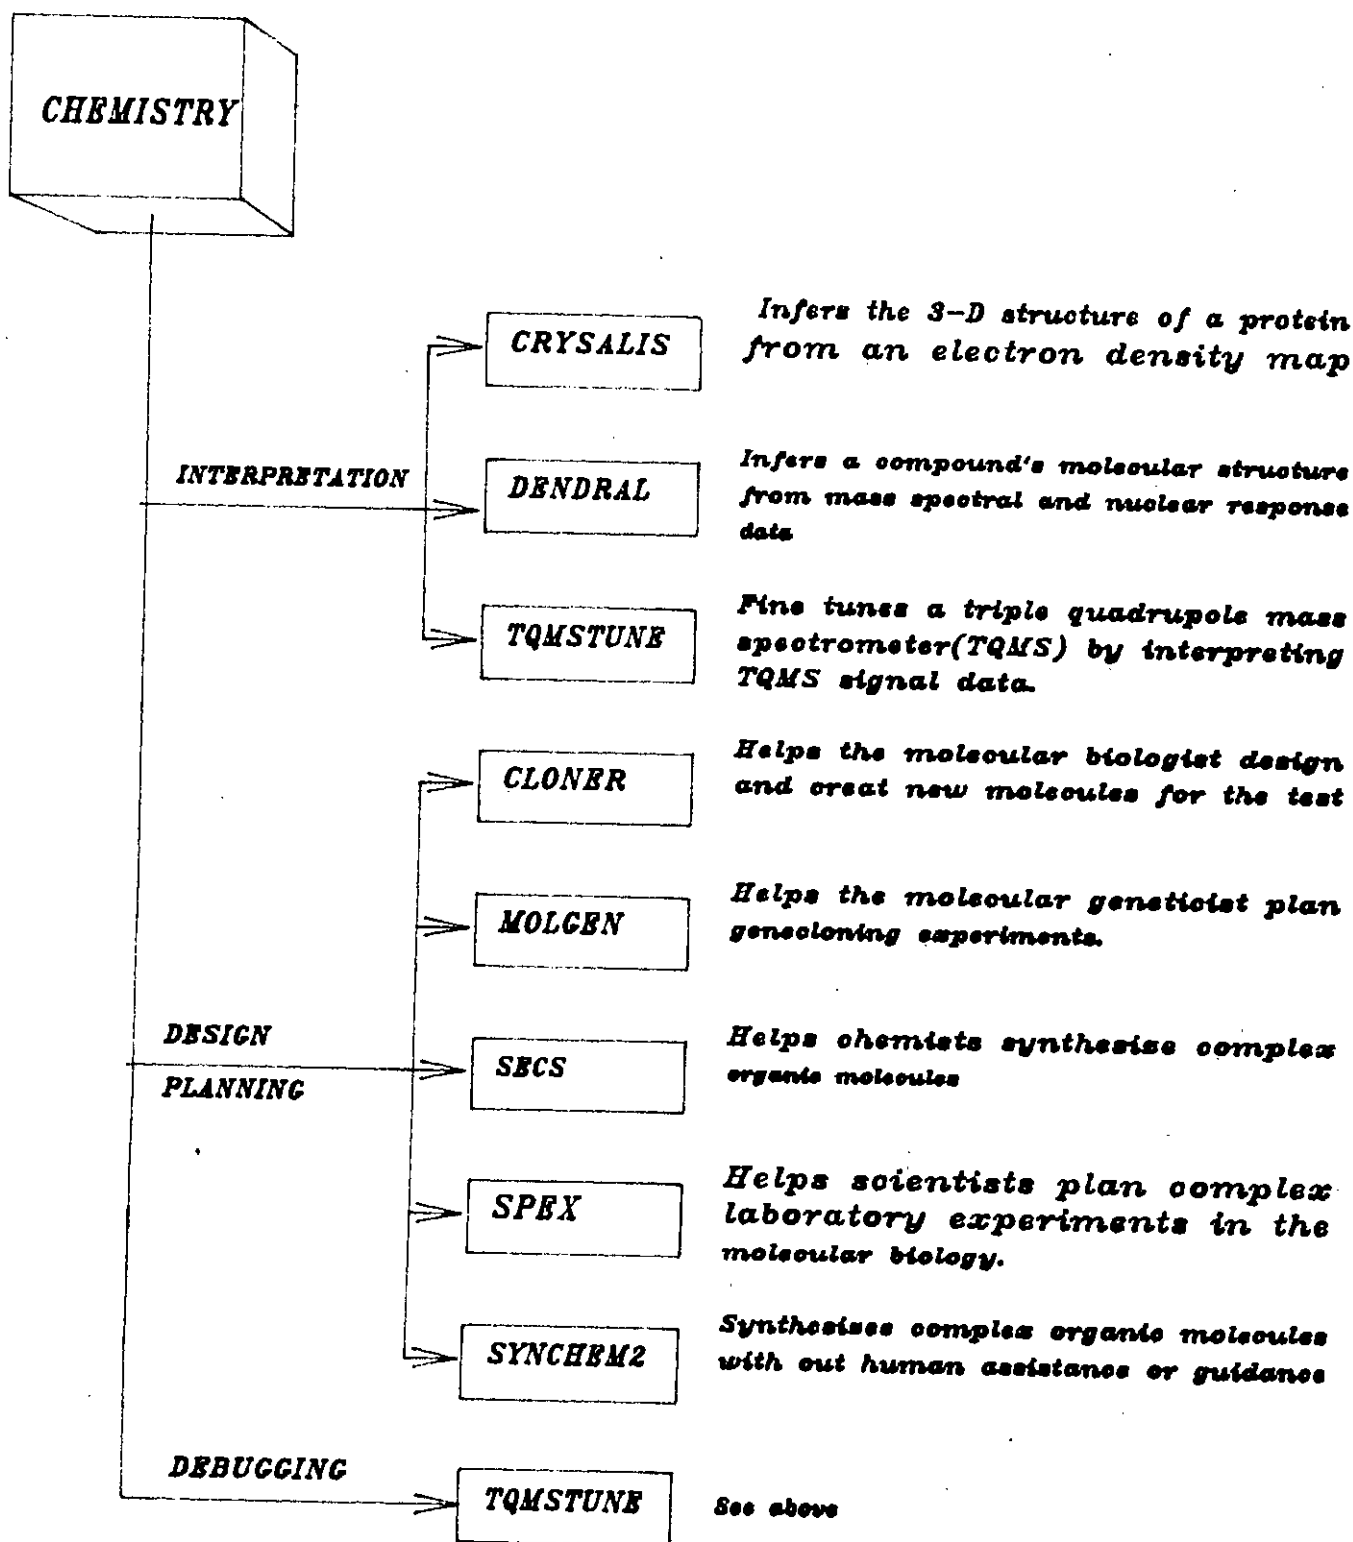 CHEMISTRY
CRYSALIS
Infers the 3-D structure of a protein
from an electron density map
INTERPRETATION
DENDRAL
Infers a compound's molecular structure
from mass spectral and nuclear response
data
TQMSTUNE
Fine tunes a triple quadrupole mass
spectrometer(TQMS) by interpreting
TQMS signal data.
CLONER
Helps the molecular biologist design
and creat new molecules for the test
MOLGEN
Helps the molecular geneticist plan
genecloning experiments.
DESIGN
PLANNING
SECS
Helps chemists synthesise complex
organic molecules
SPEX
Helps scientists plan complex
laboratory experiments in the
molecular biology.
SYNCHEM2
Synthesises complex organic molecules
with out human assistance or guidance
DEBUGGING
TQMSTUNE
See above